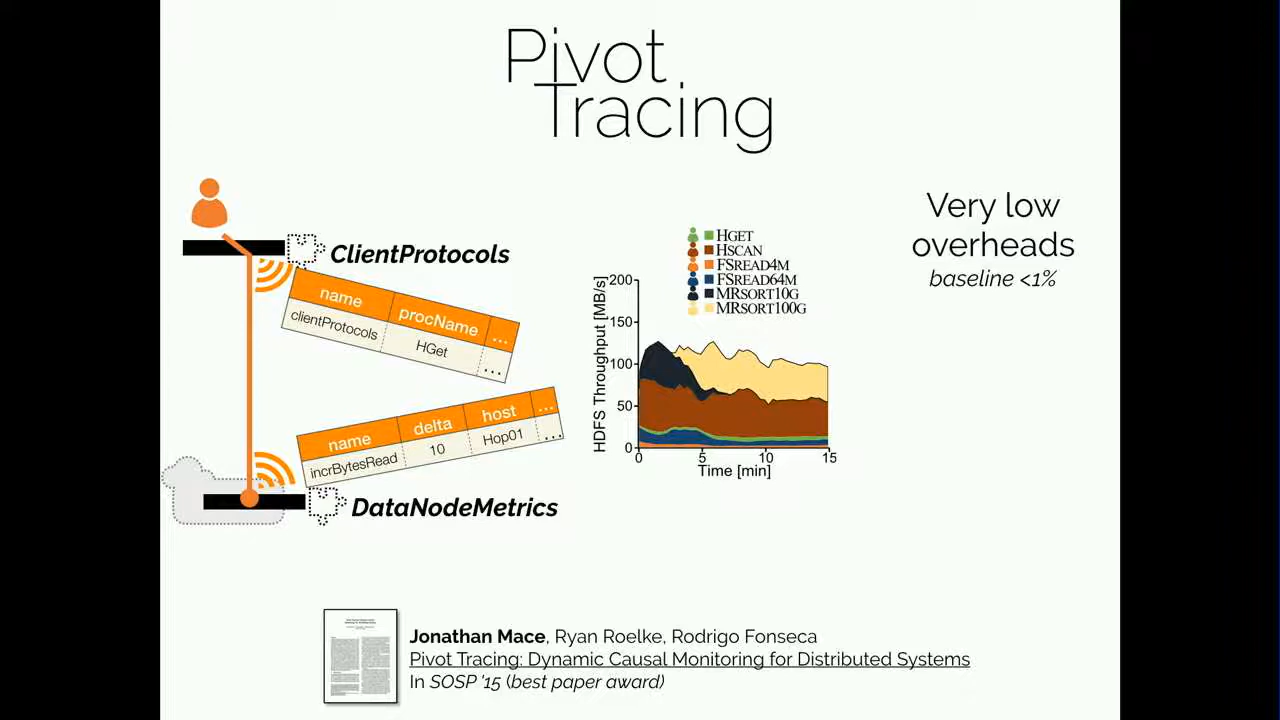 Pivot
Tracing
ClientProtocols
name procName ...
clientProtocols HGet ...
name delta host ...
incrBytesRead 10 Hop01 ...
DataNodeMetrics
HGET
HSCAN
FSREAD4M
FSREAD64M
MRSORT10G
MRSORT100G
HDFS Throughput [MB/s]
200
150
100
50
0
0 5 10 15
Time [min]
Very low
overheads
baseline <1%
Jonathan Mace, Ryan Roelke, Rodrigo Fonseca
Pivot Tracing: Dynamic Causal Monitoring for Distributed Systems
In SOSP '15 (best paper award)